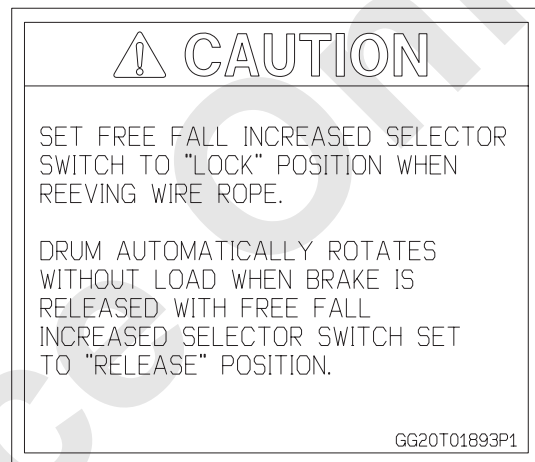 CAUTION
SET FREE FALL INCREASED SELECTOR
SWITCH TO "LOCK" POSITION WHEN
REEVING WIRE ROPE.
DRUM AUTOMATICALLY ROTATES
WITHOUT LOAD WHEN BRAKE IS
RELEASED WITH FREE FALL
INCREASED SELECTOR SWITCH SET
TO "RELEASE" POSITION.
GG20T01893P1